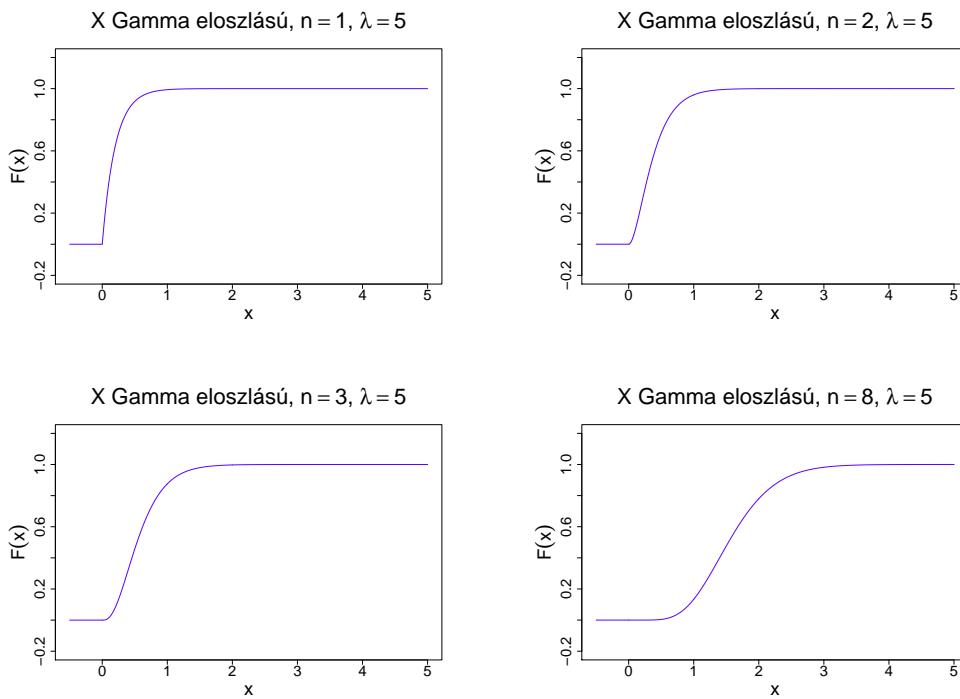 X Gamma eloszlású, n = 1, λ = 5
F(x)
−0.2 0.2 0.6 1.0
0 1 2 3 4 5
x
X Gamma eloszlású, n = 2, λ = 5
F(x)
−0.2 0.2 0.6 1.0
0 1 2 3 4 5
x
X Gamma eloszlású, n = 3, λ = 5
F(x)
−0.2 0.2 0.6 1.0
0 1 2 3 4 5
x
X Gamma eloszlású, n = 8, λ = 5
F(x)
−0.2 0.2 0.6 1.0
0 1 2 3 4 5
x